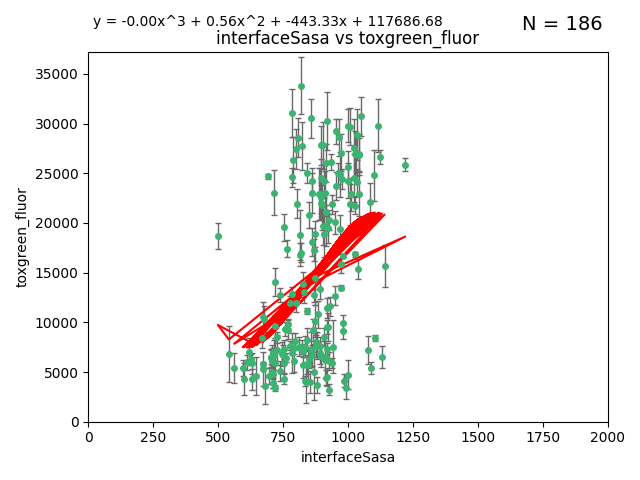 y = -0.00x^3 + 0.56x^2 + -443.33x + 117686.68
N = 186
interfaceSasa vs toxgreen_fluor
toxgreen_fluor
35000
30000
25000
20000
15000
10000
5000
0
0 250 500 750 1000 1250 1500 1750 2000
interfaceSasa